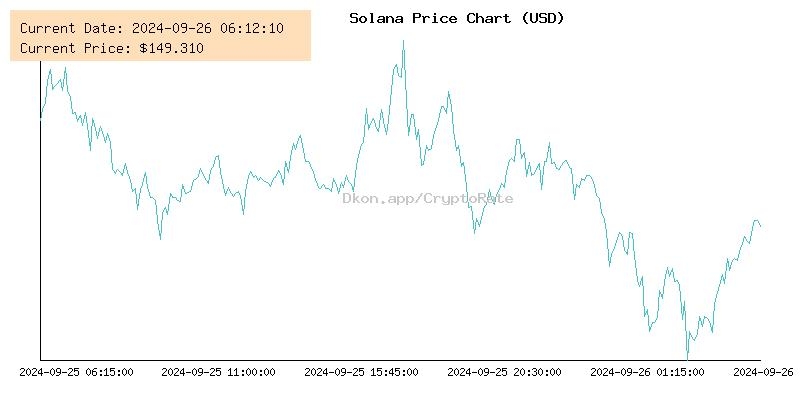 Solana Price Chart (USD)
Current Date: 2024-09-26 06:12:10
Current Price: $149.310
Dkon.app/CryptoRate
2024-09-25 06:15:00 2024-09-25 11:00:00 2024-09-25 15:45:00 2024-09-25 20:30:00 2024-09-26 01:15:00 2024-09-26